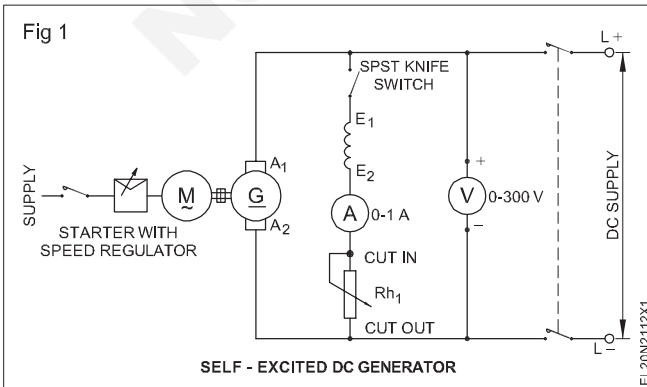 Fig 1
L +
SPST KNIFE
SWITCH
E1
E2
A1
SUPPLY
M
~
G
A2
A
0-1 A
+
V
0-300 V
–
DC SUPPLY
STARTER WITH
SPEED REGULATOR
CUT IN
Rh1
CUT OUT
L –
SELF - EXCITED DC GENERATOR
EL20N2112X1